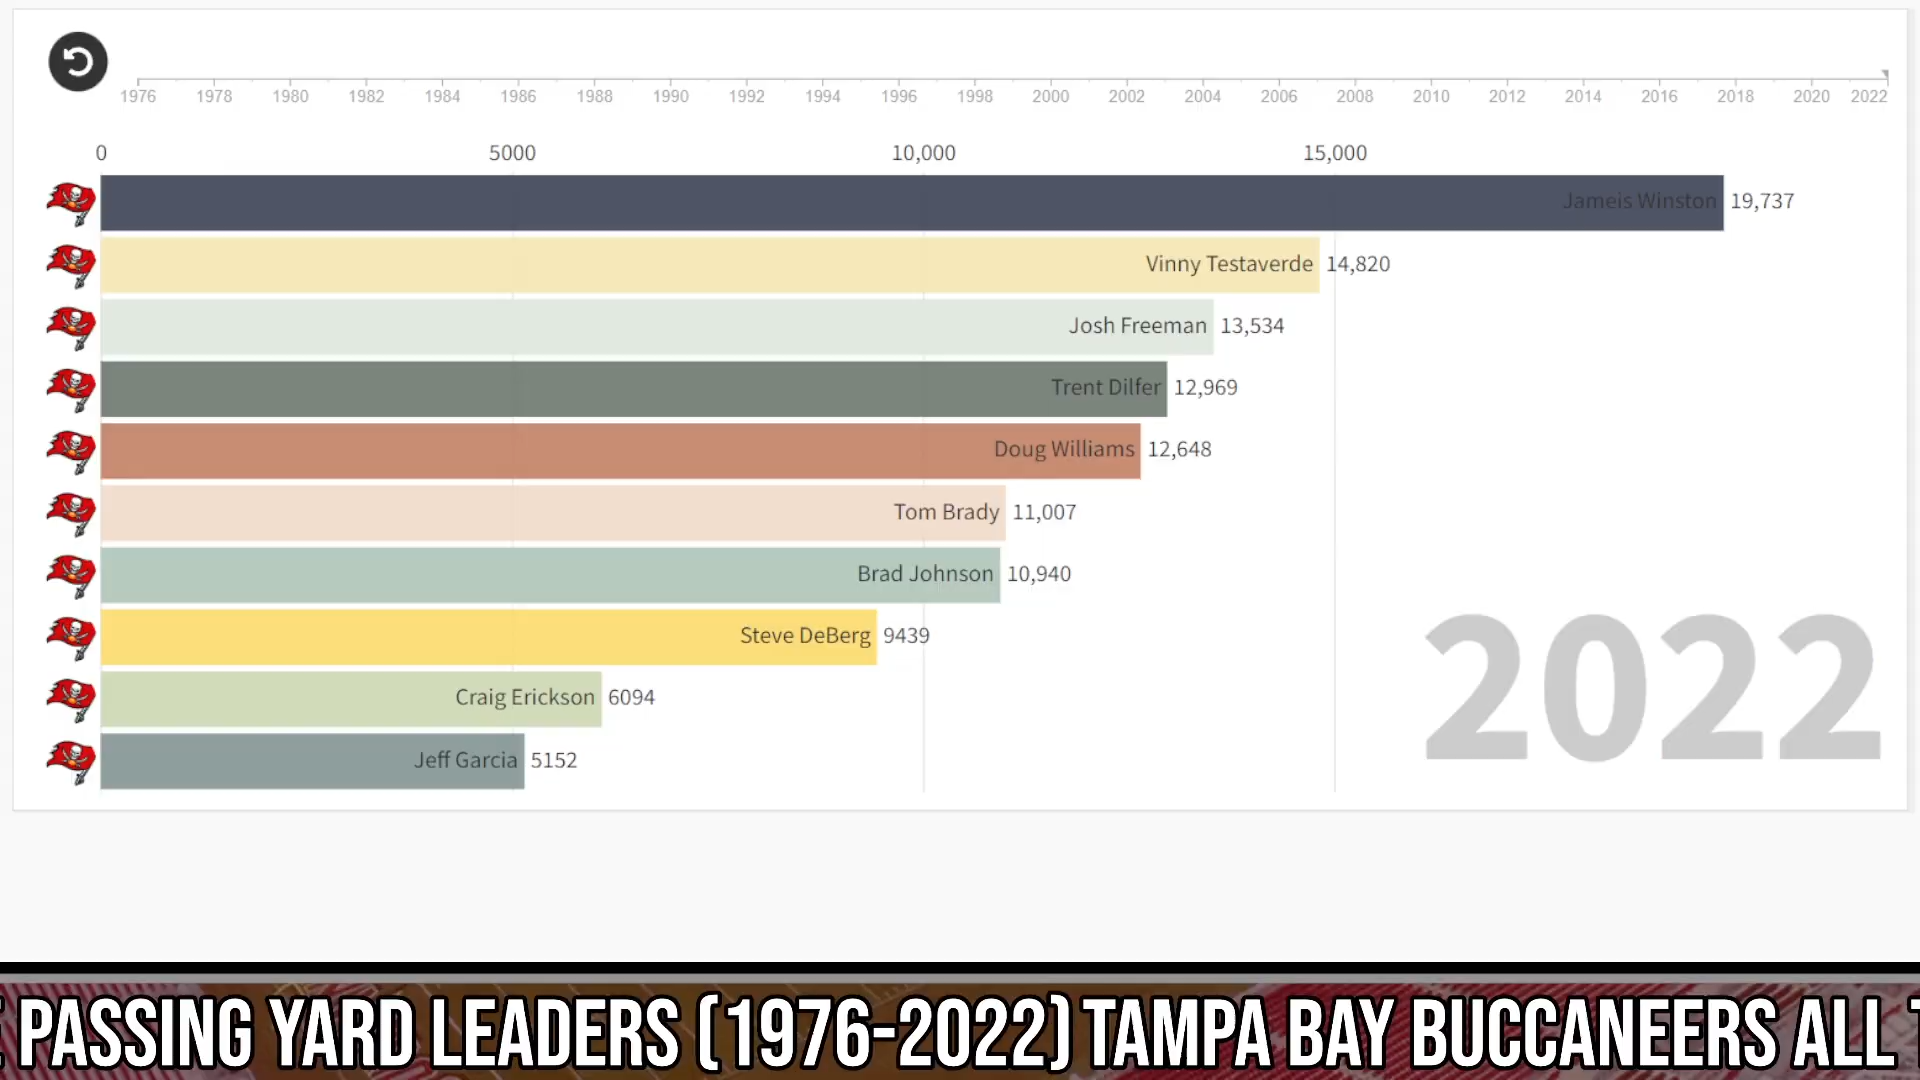 1976 1978 1980 1982 1984 1986 1988 1990 1992 1994 1996 1998 2000 2002 2004 2006 2008 2010 2012 2014 2016 2018 2020 2022
0 5000 10,000 15,000
Jameis Winston 19,737
Vinny Testaverde 14,820
Josh Freeman 13,534
Trent Dilfer 12,969
Doug Williams 12,648
Tom Brady 11,007
Brad Johnson 10,940
Steve DeBerg 9439
Craig Erickson 6094
Jeff Garcia 5152
2022
PASSING YARD LEADERS (1976-2022) TAMPA BAY BUCCANEERS ALL